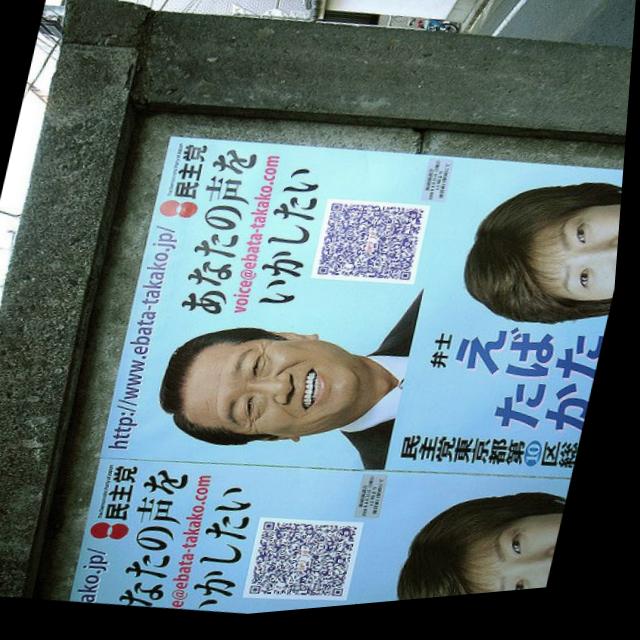 http://www.ebata-takako.jp/
民主党
あなたの声を
voice@ebata-takako.com
いかしたい
弁士
えばた
たかこ
民主党東京都第10区総
ako.jp/
民主党
なたの声を
e@ebata-takako.com
いかしたい